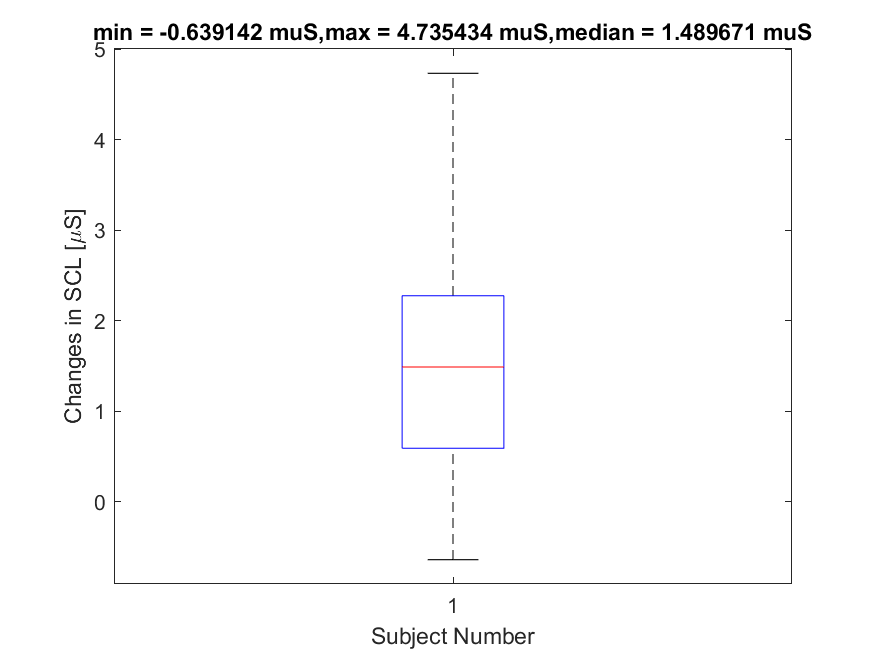 min = -0.639142 muS,max = 4.735434 muS,median = 1.489671 muS
5
4
3
2
1
0
Changes in SCL [μS]
1
Subject Number